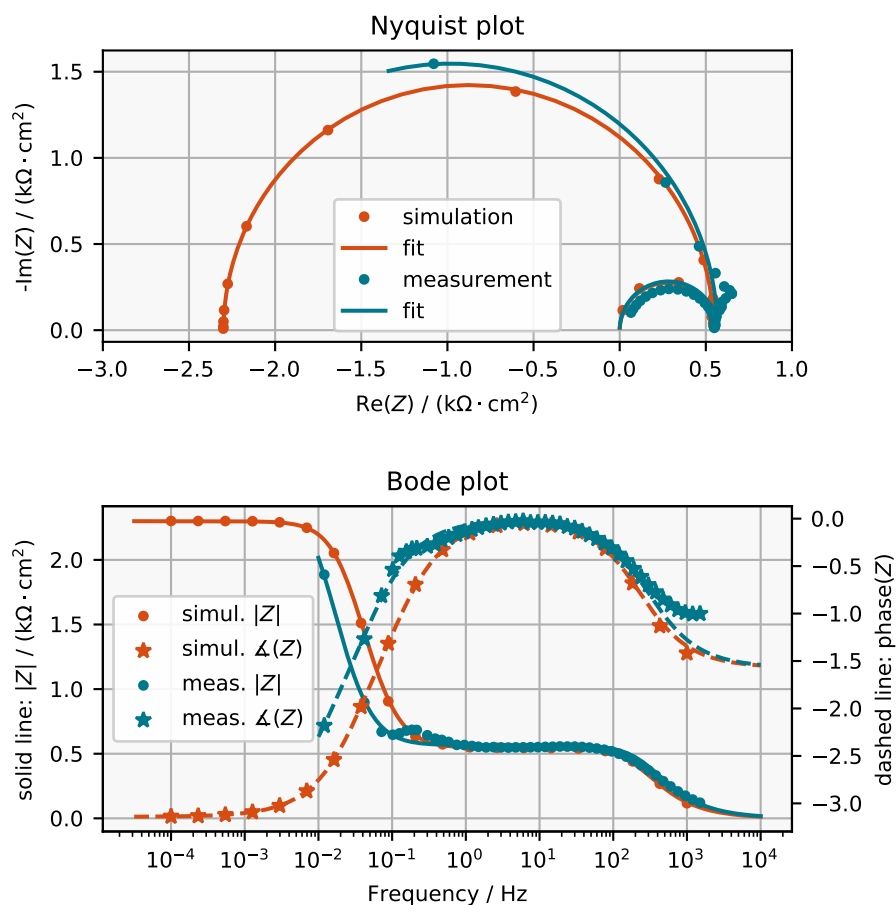 Nyquist plot
-Im(Z) / (kΩ · cm²)
1.5
1.0
0.5
0.0
simulation
fit
measurement
fit
−3.0 −2.5 −2.0 −1.5 −1.0 −0.5 0.0 0.5 1.0
Re(Z) / (kΩ · cm²)
Bode plot
solid line: |Z| / (kΩ · cm²)
2.0
1.5
1.0
0.5
0.0
simul. |Z|
simul. ∡(Z)
meas. |Z|
meas. ∡(Z)
0.0
−0.5
−1.0
−1.5
−2.0
−2.5
−3.0
dashed line: phase(Z)
10⁻⁴ 10⁻³ 10⁻² 10⁻¹ 10⁰ 10¹ 10² 10³ 10⁴
Frequency / Hz